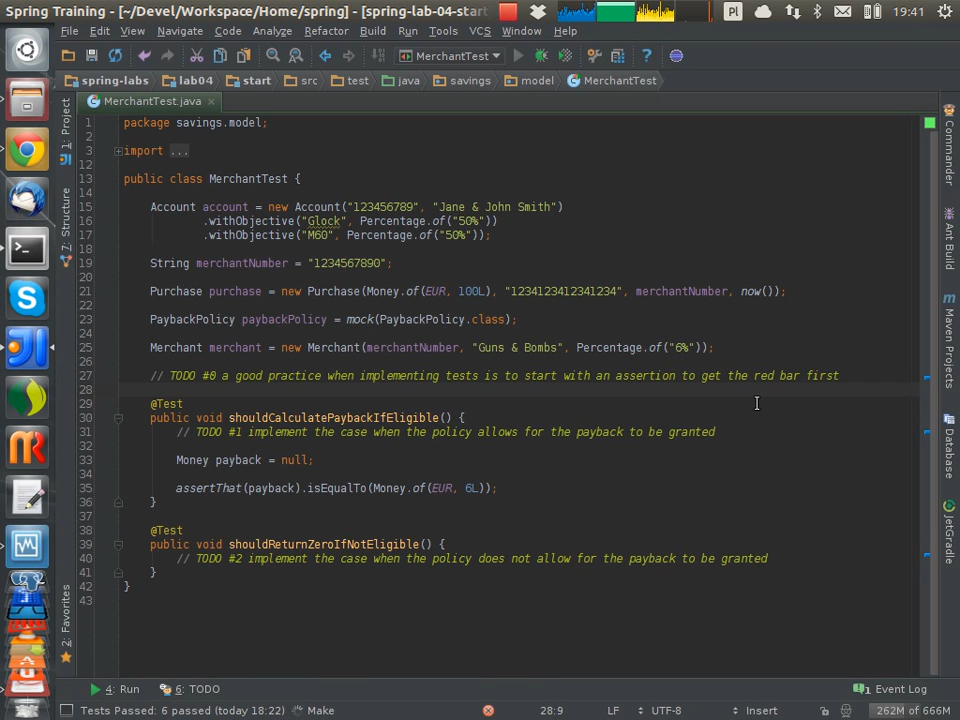 Spring Training - [~/Devel/Workspace/Home/spring] - [spring-lab-04-start
Pl
19:41
File Edit View Navigate Code Analyze Refactor Build Run Tools VCS Window Help
MerchantTest
spring-labs lab04 start src test java savings model MerchantTest
MerchantTest.java
1 package savings.model;
2
3 import ...
12
13 public class MerchantTest {
14
15 Account account = new Account("123456789", "Jane & John Smith")
16 .withObjective("Glock", Percentage.of("50%"))
17 .withObjective("M60", Percentage.of("50%"));
18
19 String merchantNumber = "1234567890";
20
21 Purchase purchase = new Purchase(Money.of(EUR, 100L), "1234123412341234", merchantNumber, now());
22
23 PaybackPolicy paybackPolicy = mock(PaybackPolicy.class);
24
25 Merchant merchant = new Merchant(merchantNumber, "Guns & Bombs", Percentage.of("6%"));
26
27 // TODO #0 a good practice when implementing tests is to start with an assertion to get the red bar first
28
29 @Test
30 public void shouldCalculatePaybackIfEligible() {
31 // TODO #1 implement the case when the policy allows for the payback to be granted
32
33 Money payback = null;
34
35 assertThat(payback).isEqualTo(Money.of(EUR, 6L));
36 }
37
38 @Test
39 public void shouldReturnZeroIfNotEligible() {
40 // TODO #2 implement the case when the policy does not allow for the payback to be granted
41 }
42 }
43
1: Project
7: Structure
2: Favorites
Commander
Ant Build
Maven Projects
Database
JetGradle
4: Run 6: TODO 1 Event Log
Tests Passed: 6 passed (today 18:22) Make 28:9 LF UTF-8 Insert 262M of 666M